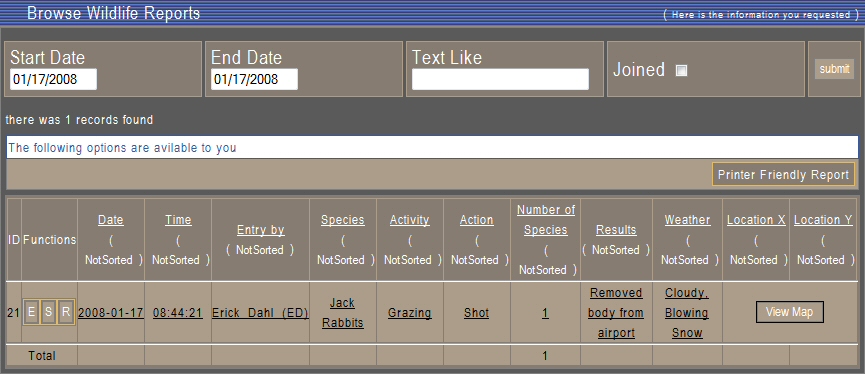 Browse Wildlife Reports
( Here is the information you requested )
Start Date End Date Text Like Joined submit
01/17/2008 01/17/2008
there was 1 records found
The following options are avilable to you
Printer Friendly Report
ID Functions Date ( NotSorted ) Time ( NotSorted ) Entry by ( NotSorted ) Species ( NotSorted ) Activity ( NotSorted ) Action ( NotSorted ) Number of Species ( NotSorted ) Results ( NotSorted ) Weather ( NotSorted ) Location X ( NotSorted ) Location Y ( NotSorted )
21 E S R 2008-01-17 08:44:21 Erick Dahl (ED) Jack Rabbits Grazing Shot 1 Removed body from airport Cloudy, Blowing Snow View Map
Total 1